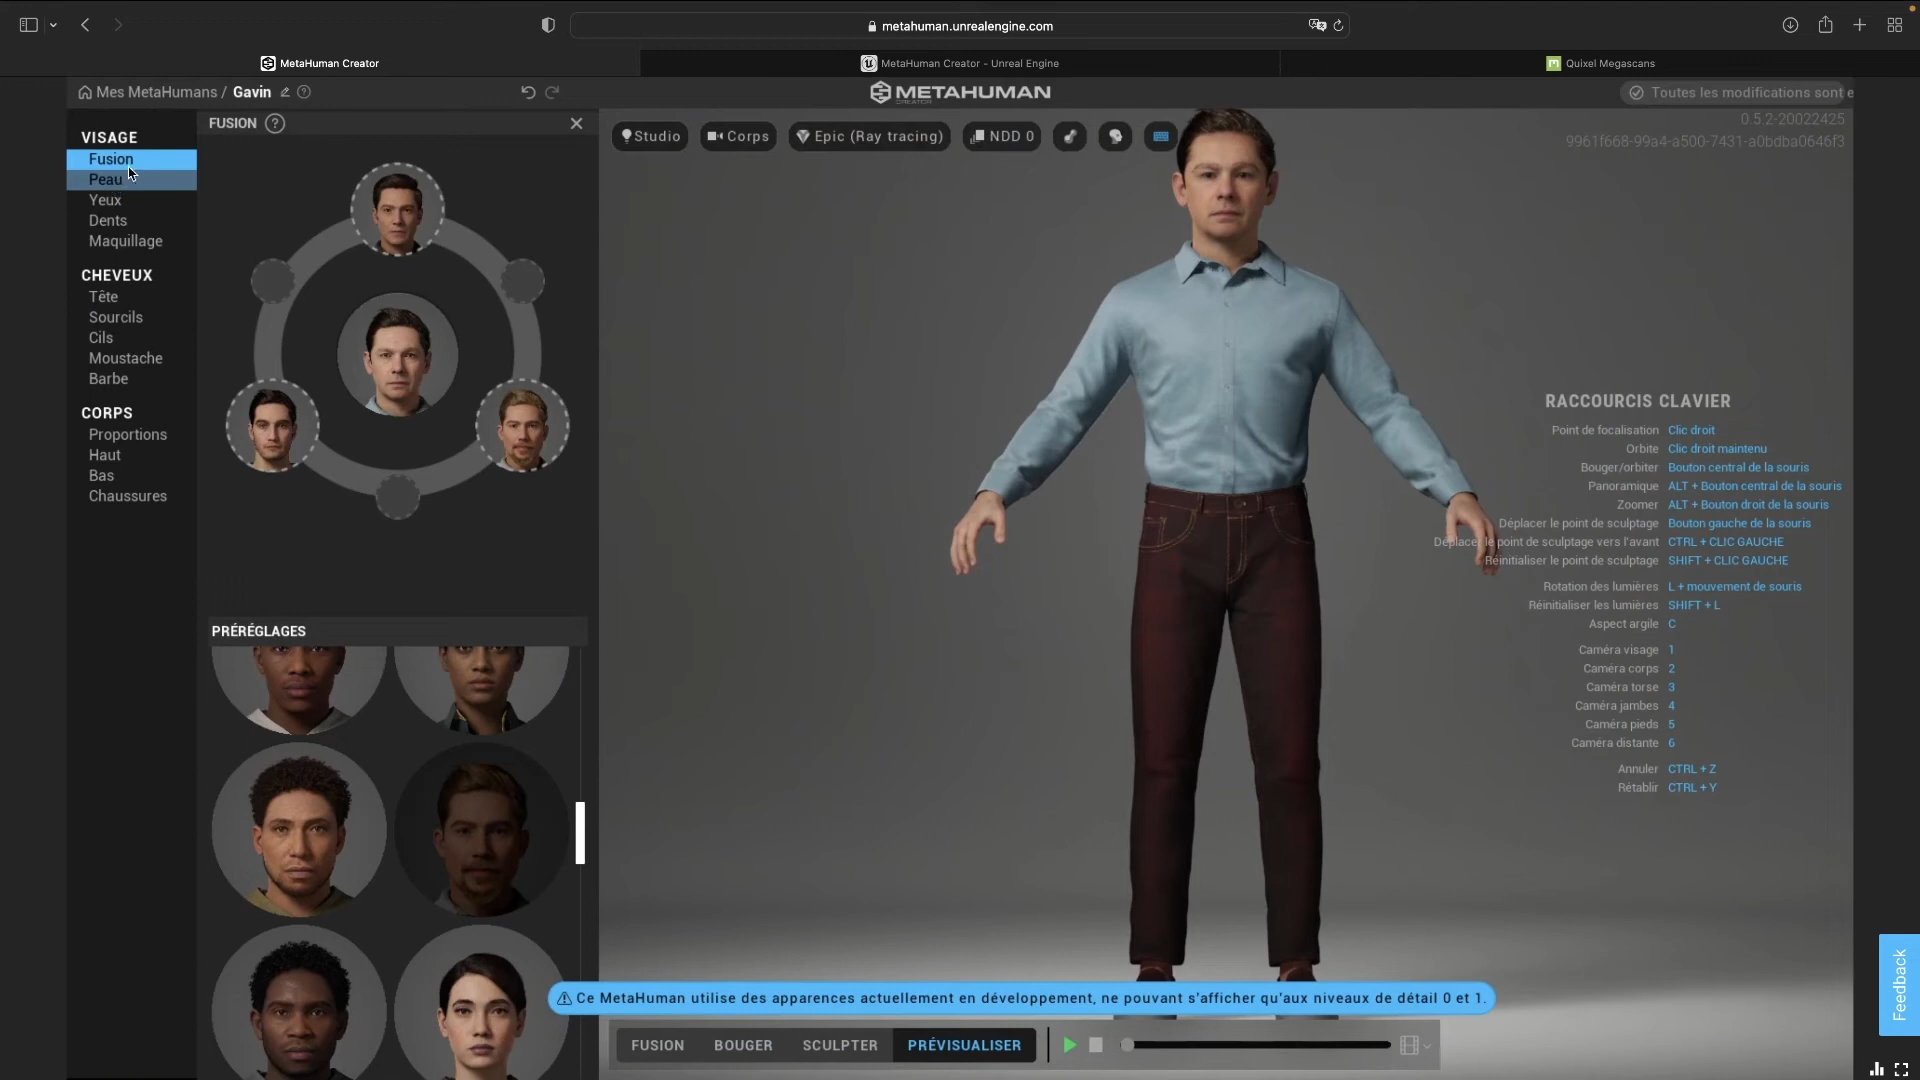 metahuman.unrealengine.com
MetaHuman Creator
MetaHuman Creator - Unreal Engine
Quixel Megascans
Mes MetaHumans / Gavin
METAHUMAN
CREATOR
Toutes les modifications sont e
0.5.2-20022425
9961f668-99a4-a500-7431-a0bdba0646f3
VISAGE
Fusion
Peau
Yeux
Dents
Maquillage
CHEVEUX
Tête
Sourcils
Cils
Moustache
Barbe
CORPS
Proportions
Haut
Bas
Chaussures
FUSION
PRÉRÉGLAGES
Studio
Corps
Epic (Ray tracing)
NDD 0
RACCOURCIS CLAVIER
Point de focalisation Clic droit
Orbite Clic droit maintenu
Bouger/orbiter Bouton central de la souris
Panoramique ALT + Bouton central de la souris
Zoomer ALT + Bouton droit de la souris
Déplacer le point de sculptage Bouton gauche de la souris
Déplacer le point de sculptage vers l'avant CTRL + CLIC GAUCHE
Réinitialiser le point de sculptage SHIFT + CLIC GAUCHE
Rotation des lumières L + mouvement de souris
Réinitialiser les lumières SHIFT + L
Aspect argile C
Caméra visage 1
Caméra corps 2
Caméra torse 3
Caméra jambes 4
Caméra pieds 5
Caméra distante 6
Annuler CTRL + Z
Rétablir CTRL + Y
Ce MetaHuman utilise des apparences actuellement en développement, ne pouvant s'afficher qu'aux niveaux de détail 0 et 1.
FUSION
BOUGER
SCULPTER
PRÉVISUALISER
Feedback